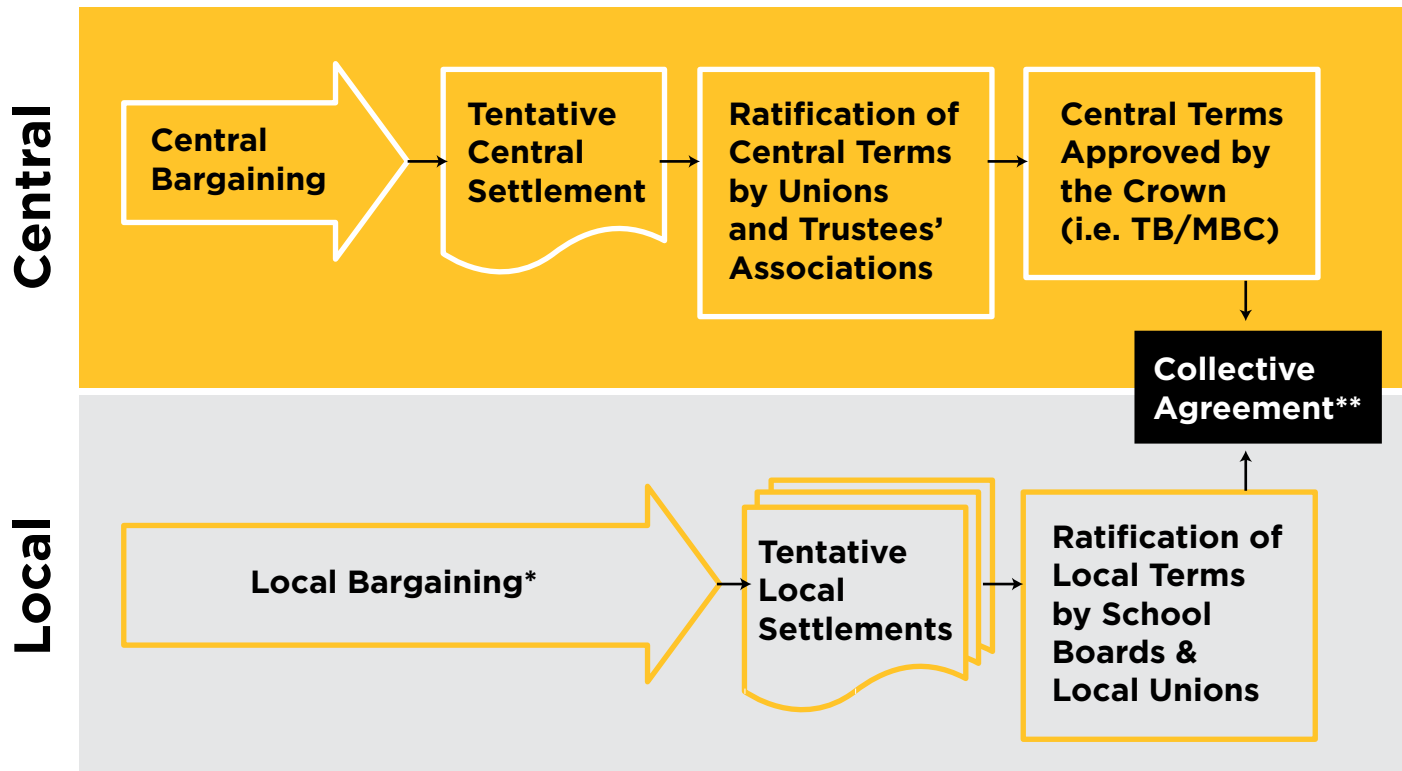 Central
Central
Bargaining
Tentative
Central
Settlement
Ratification of
Central Terms
by Unions
and Trustees’
Associations
Central Terms
Approved by
the Crown
(i.e. TB/MBC)
Collective
Agreement**
Local
Local Bargaining*
Tentative
Local
Settlements
Ratification of
Local Terms
by School
Boards &
Local Unions